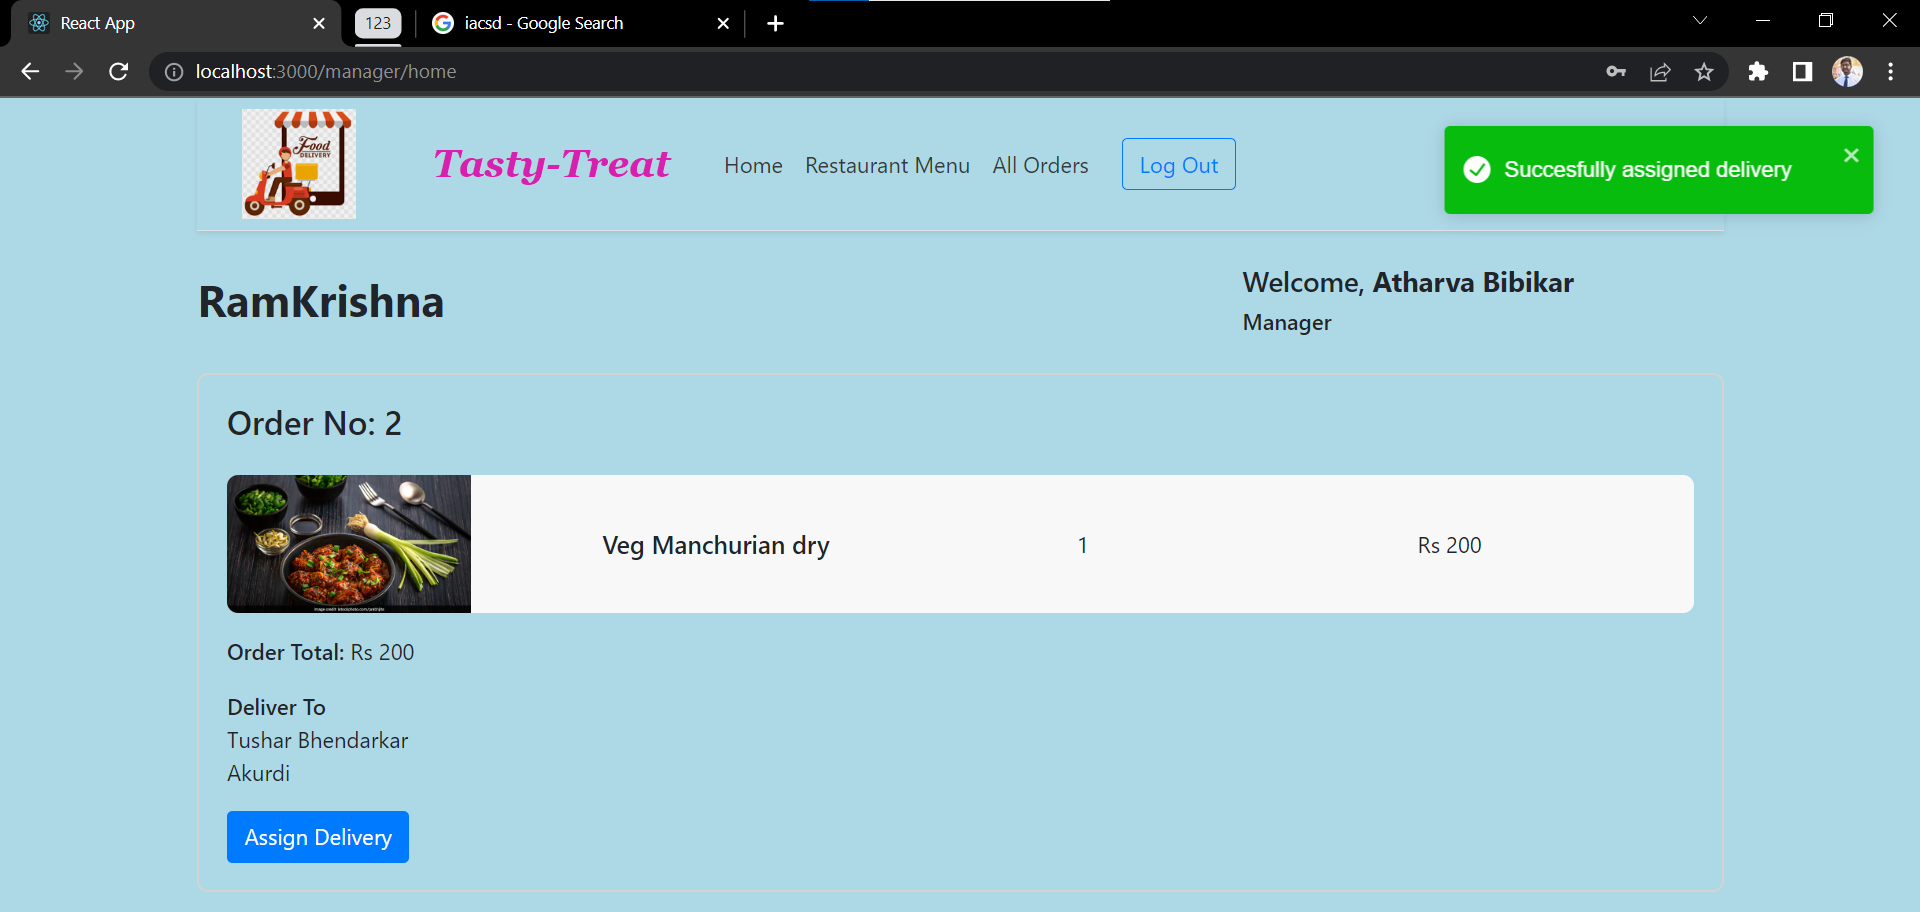 React App
123
iacsd - Google Search
localhost:3000/manager/home
Food
DELIVERY
Tasty-Treat
Home
Restaurant Menu
All Orders
Log Out
Succesfully assigned delivery
RamKrishna
Welcome, Atharva Bibikar
Manager
Order No: 2
Veg Manchurian dry
1
Rs 200
Order Total: Rs 200
Deliver To
Tushar Bhendarkar
Akurdi
Assign Delivery